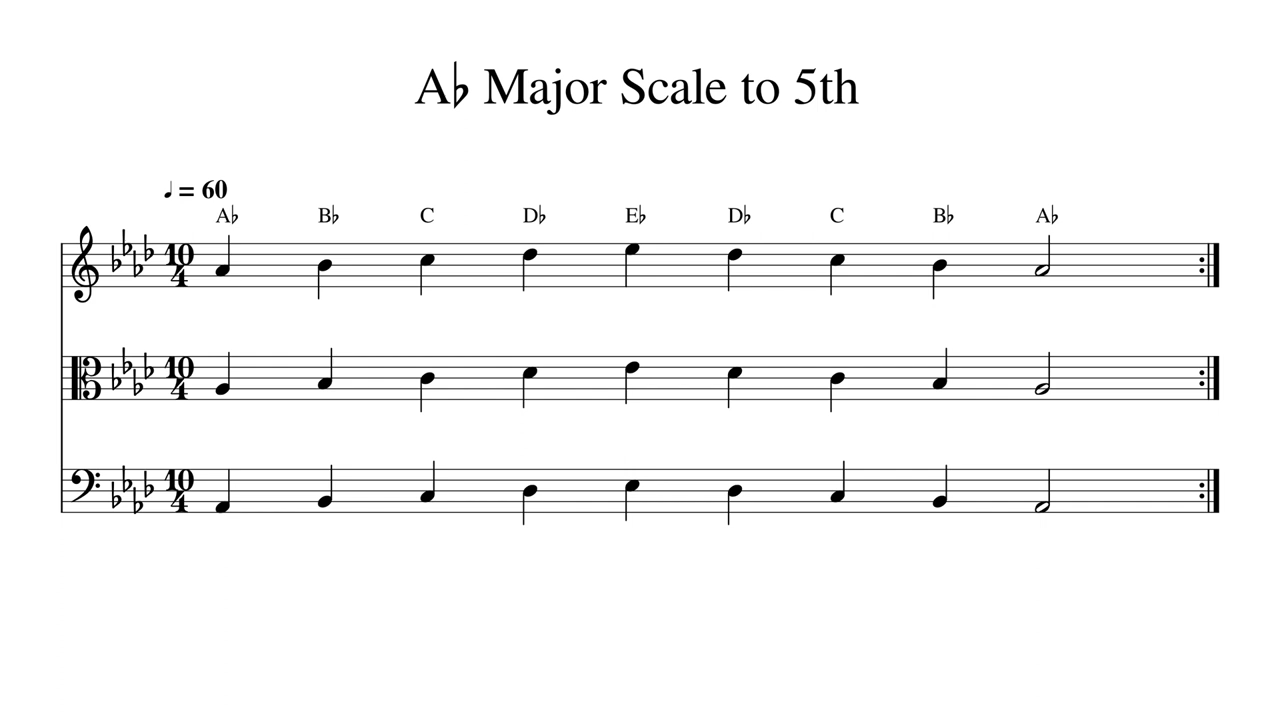 A♭ Major Scale to 5th
♩ = 60
A♭ B♭ C D♭ E♭ D♭ C B♭ A♭
10
4
10
4
10
4